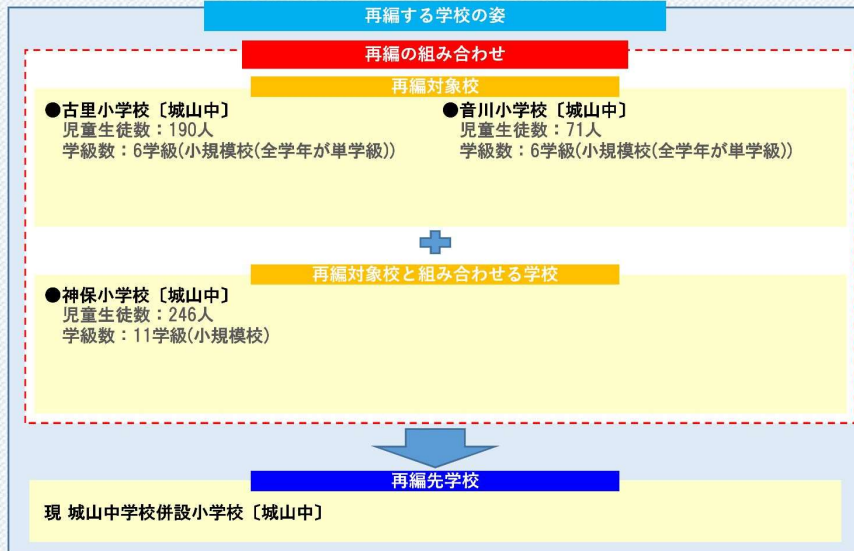 再編する学校の姿
再編の組み合わせ
再編対象校
●古里小学校〔城山中〕
児童生徒数：190人
学級数：6学級(小規模校(全学年が単学級))
●音川小学校〔城山中〕
児童生徒数：71人
学級数：6学級(小規模校(全学年が単学級))
再編対象校と組み合わせる学校
●神保小学校〔城山中〕
児童生徒数：246人
学級数：11学級(小規模校)
再編先学校
現 城山中学校併設小学校〔城山中〕